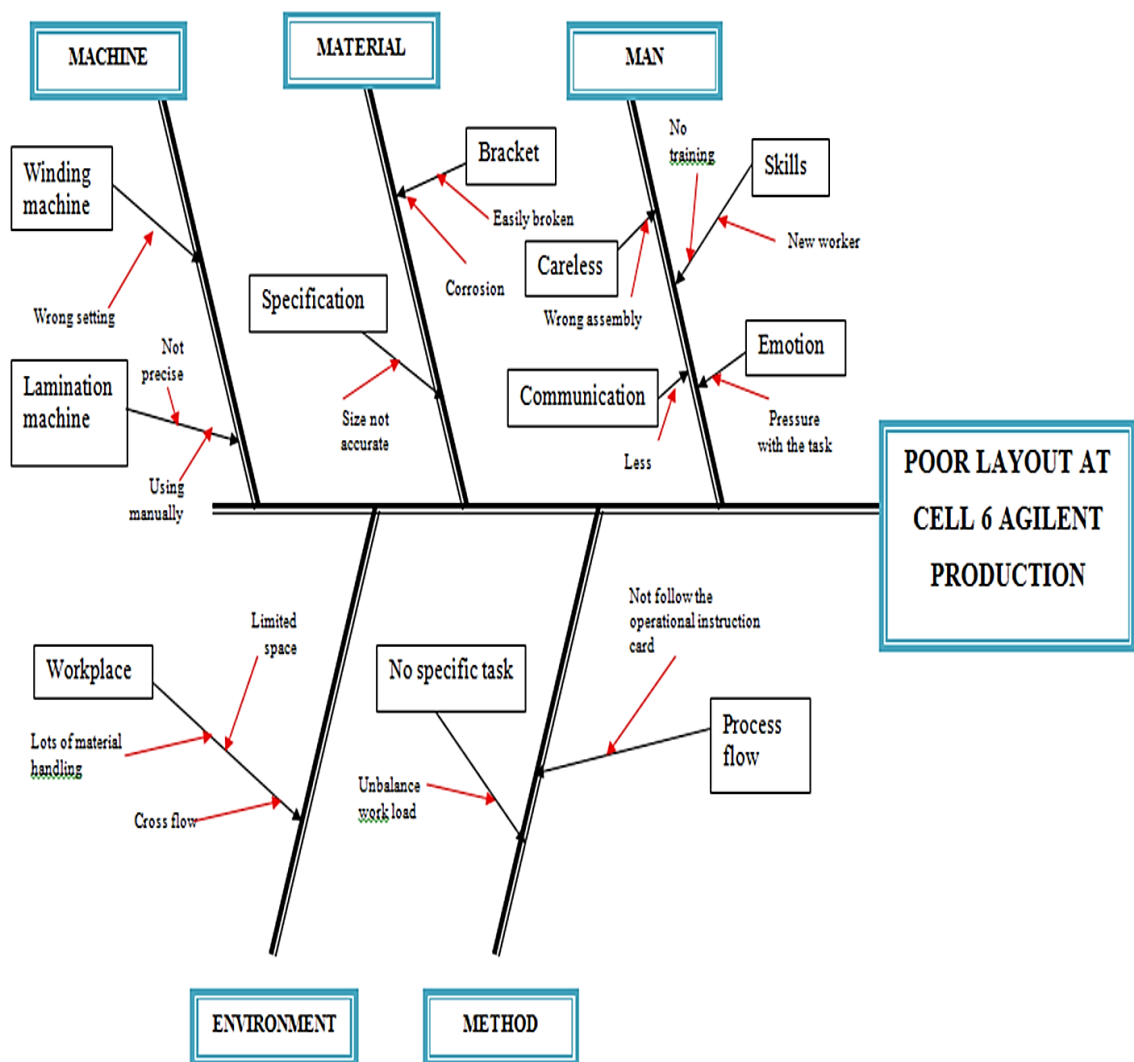 MACHINE
MATERIAL
MAN
Winding
machine
Wrong setting
Not
precise
Lamination
machine
Using
manually
Bracket
Easily broken
Corrosion
Specification
Size not
accurate
No
training
Skills
New worker
Careless
Wrong assembly
Emotion
Communication
Less
Pressure
with the task
POOR LAYOUT AT
CELL 6 AGILENT
PRODUCTION
Limited
space
Workplace
Lots of material
handling
Cross flow
Not follow the
operational instruction
card
No specific task
Process
flow
Unbalance
work load
ENVIRONMENT
METHOD